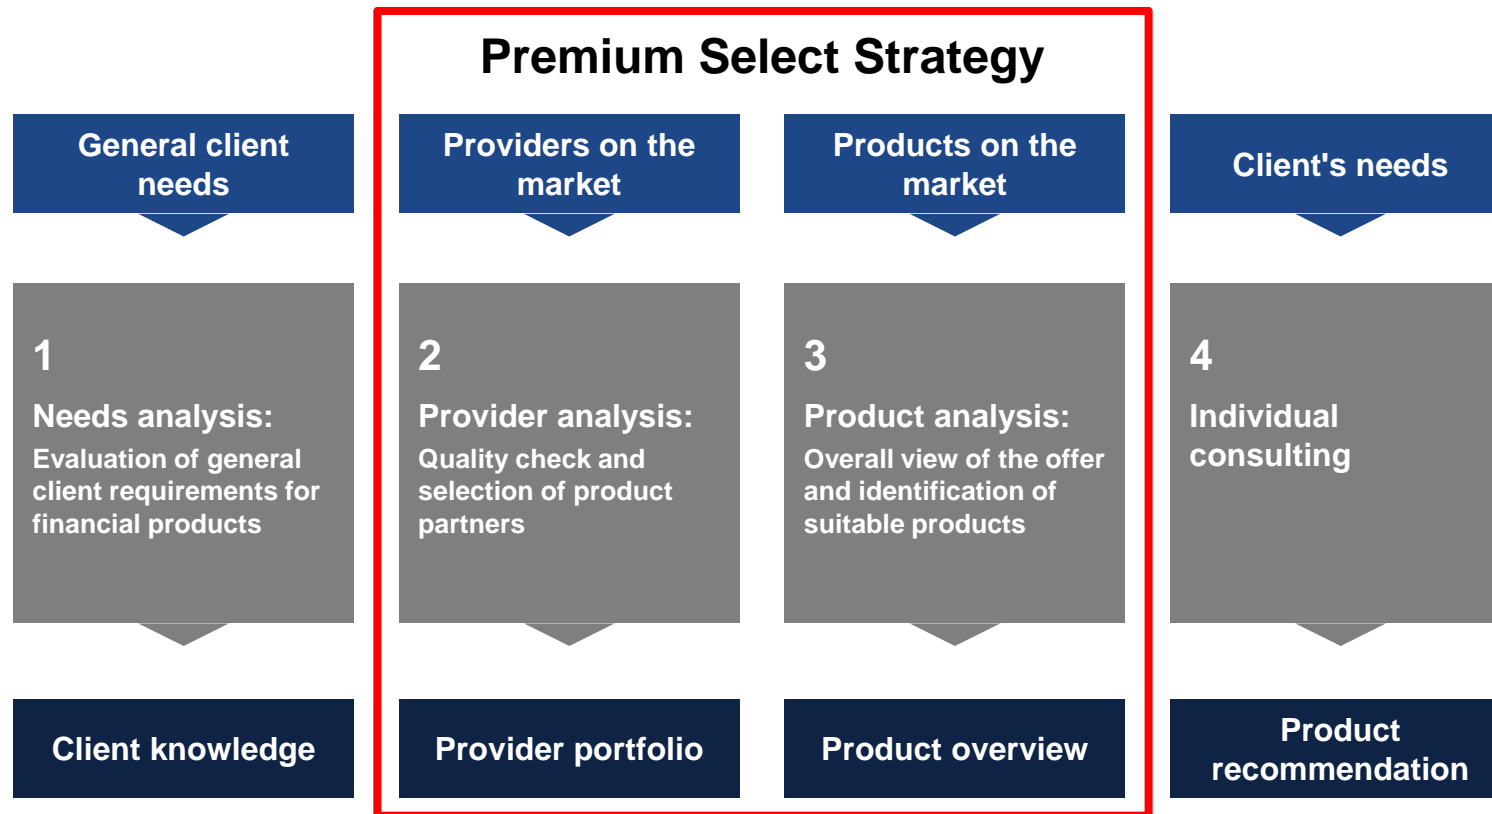 Premium Select Strategy
General client
needs
Providers on the
market
Products on the
market
Client's needs
1
Needs analysis:
Evaluation of general
client requirements for
financial products
2
Provider analysis:
Quality check and
selection of product
partners
3
Product analysis:
Overall view of the offer
and identification of
suitable products
4
Individual
consulting
Client knowledge
Provider portfolio
Product overview
Product
recommendation